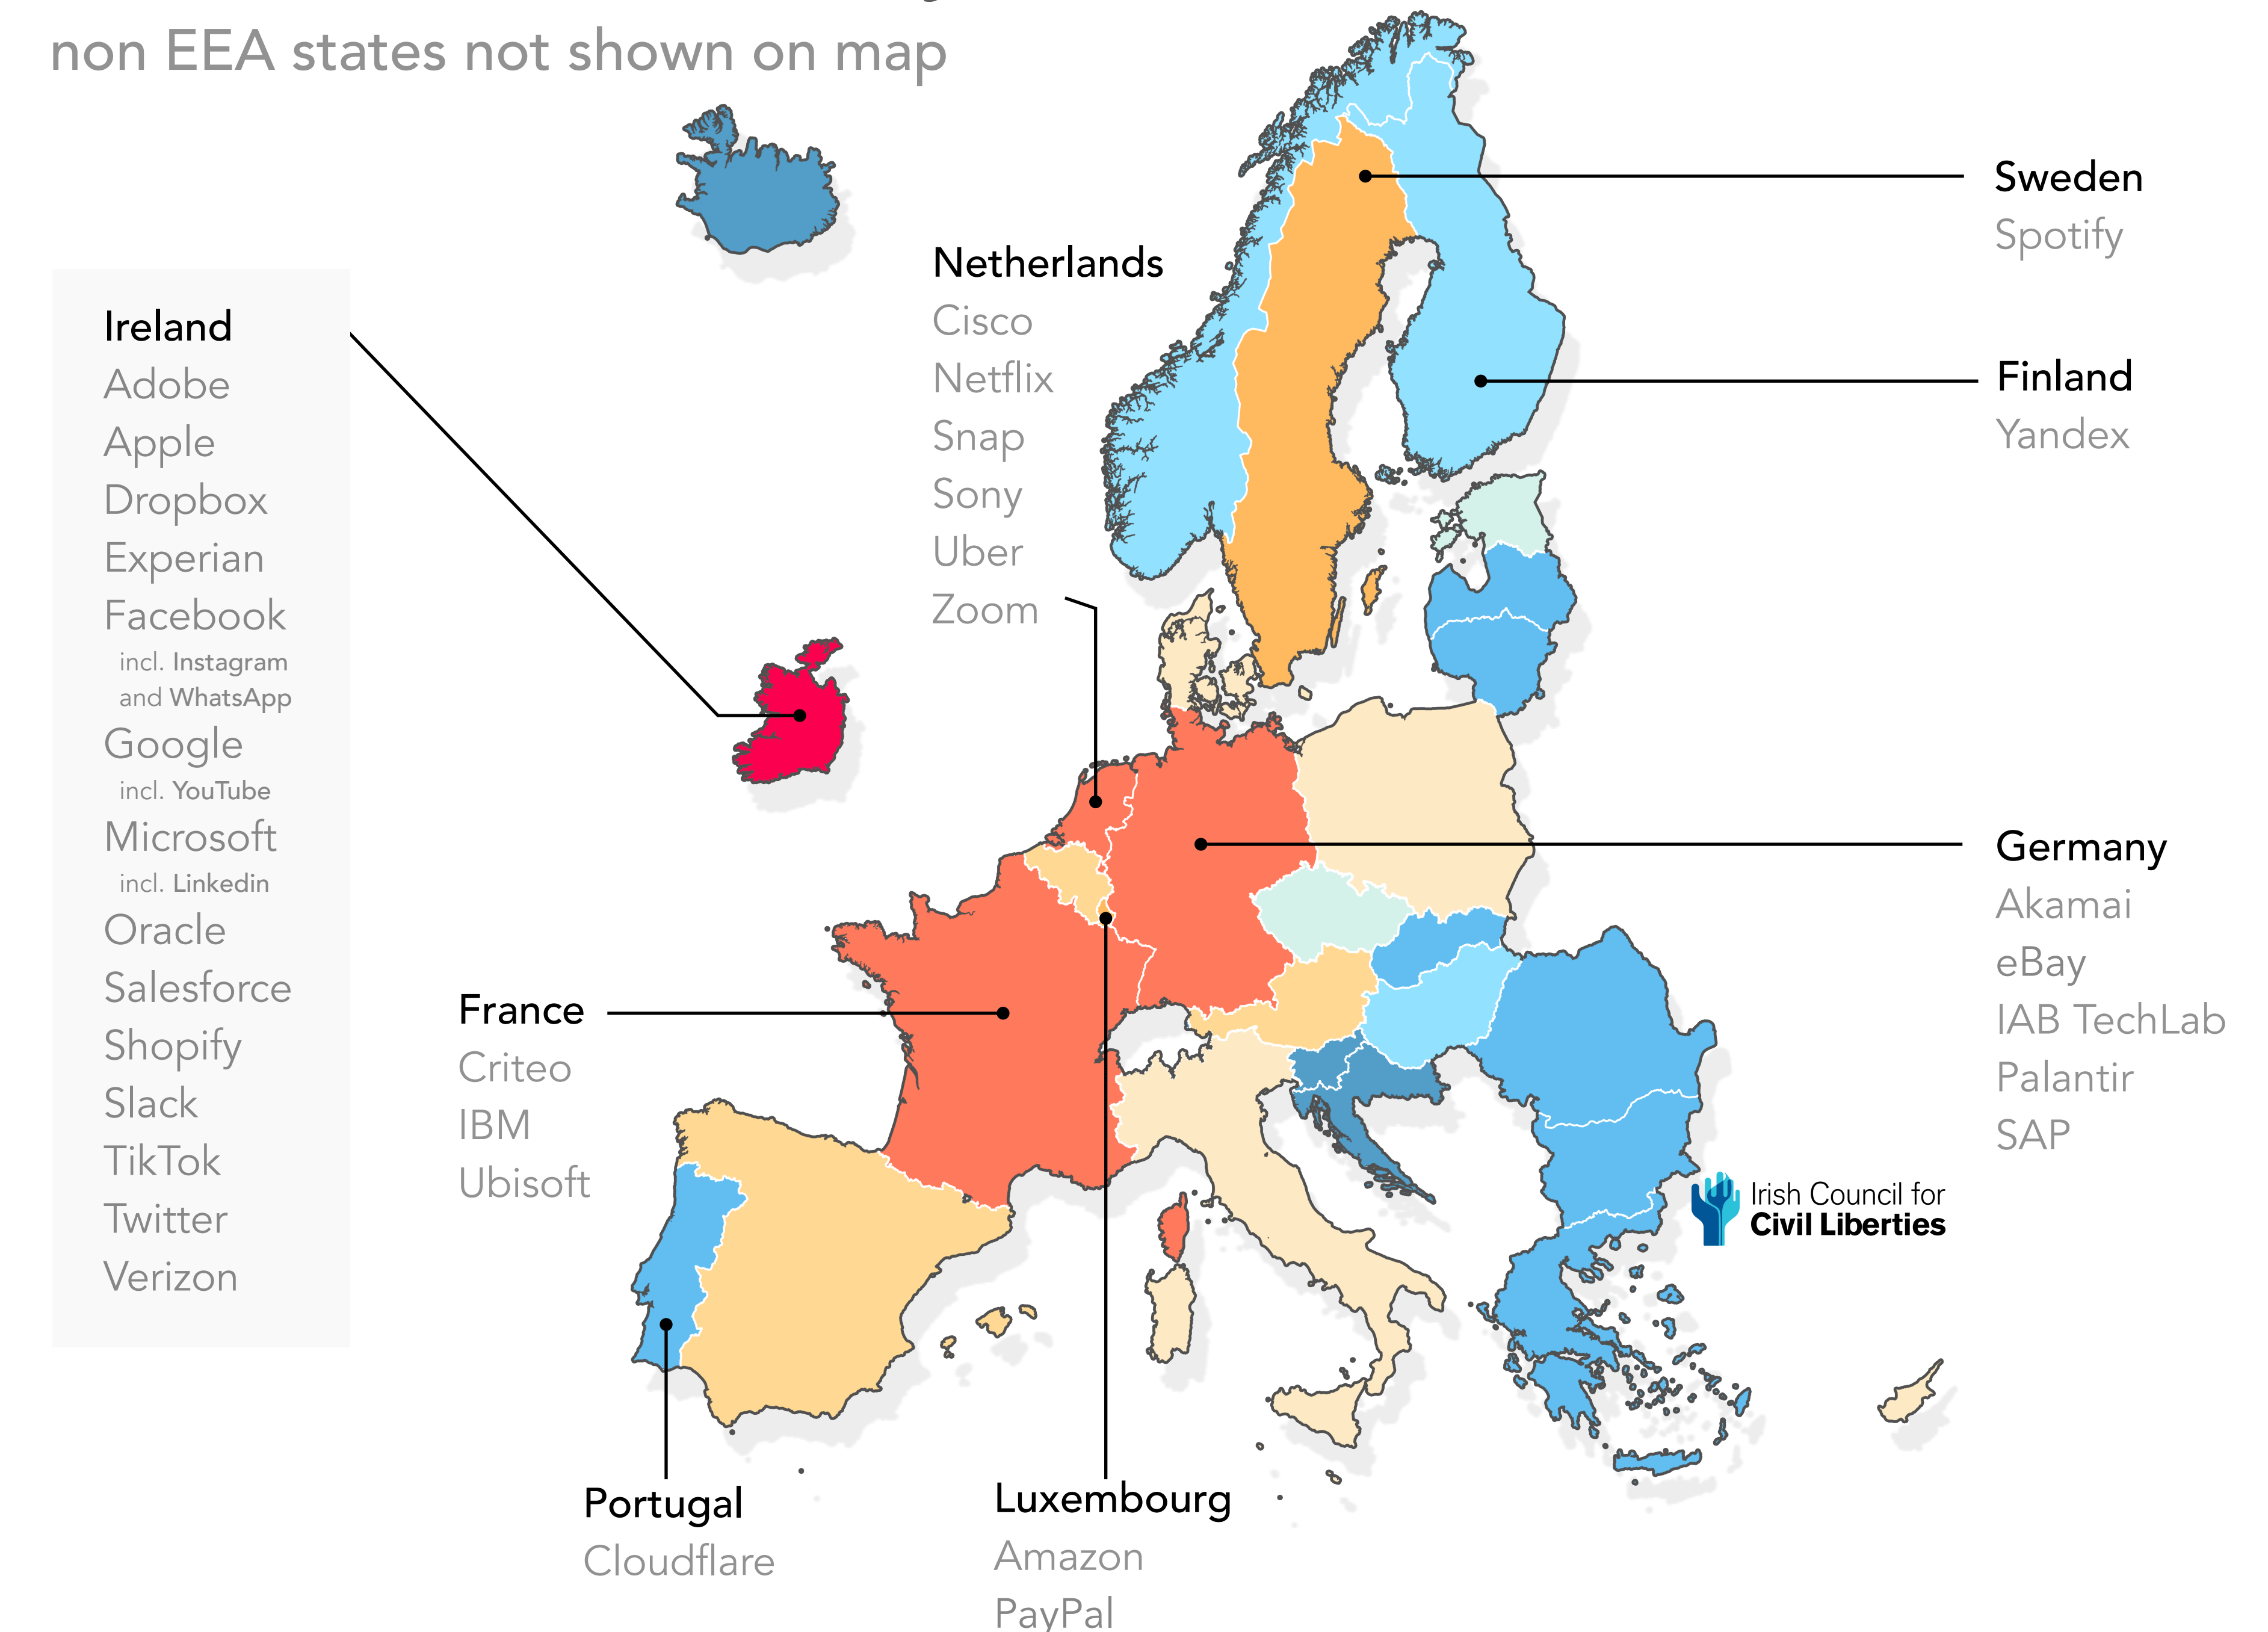 non EEA states not shown on map
Ireland
Adobe
Apple
Dropbox
Experian
Facebook
incl. Instagram
and WhatsApp
Google
incl. YouTube
Microsoft
incl. Linkedin
Oracle
Salesforce
Shopify
Slack
TikTok
Twitter
Verizon
Netherlands
Cisco
Netflix
Snap
Sony
Uber
Zoom
Sweden
Spotify
Finland
Yandex
France
Criteo
IBM
Ubisoft
Germany
Akamai
eBay
IAB TechLab
Palantir
SAP
Irish Council for
Civil Liberties
Portugal
Cloudflare
Luxembourg
Amazon
PayPal